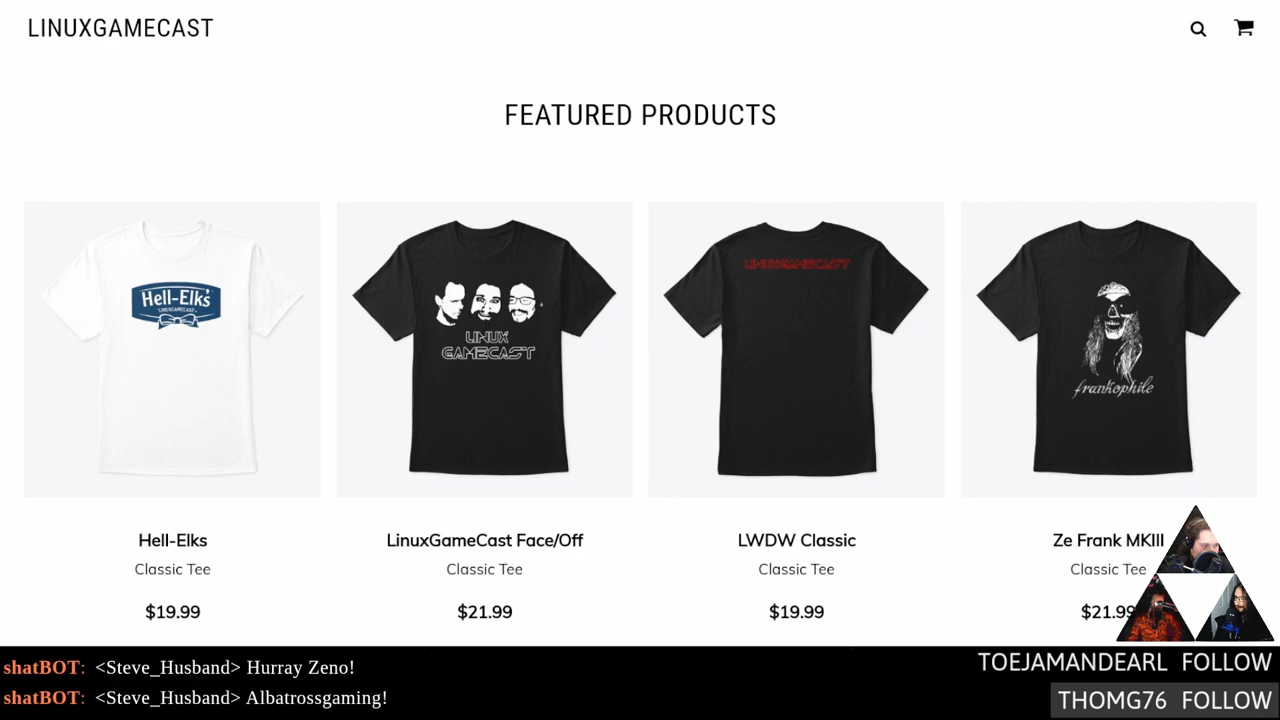 LINUXGAMECAST
FEATURED PRODUCTS
Hell-Elks
LINUXGAMECAST
LINUX
GAMECAST
LINUXGAMECAST
frankophile
Hell-Elks
LinuxGameCast Face/Off
LWDW Classic
Ze Frank MKIII
Classic Tee
Classic Tee
Classic Tee
Classic Tee
$19.99
$21.99
$19.99
$21.99
shatBOT: <Steve_Husband> Hurray Zeno!
shatBOT: <Steve_Husband> Albatrossgaming!
TOEJAMANDEARL FOLLOW
THOMG76 FOLLOW